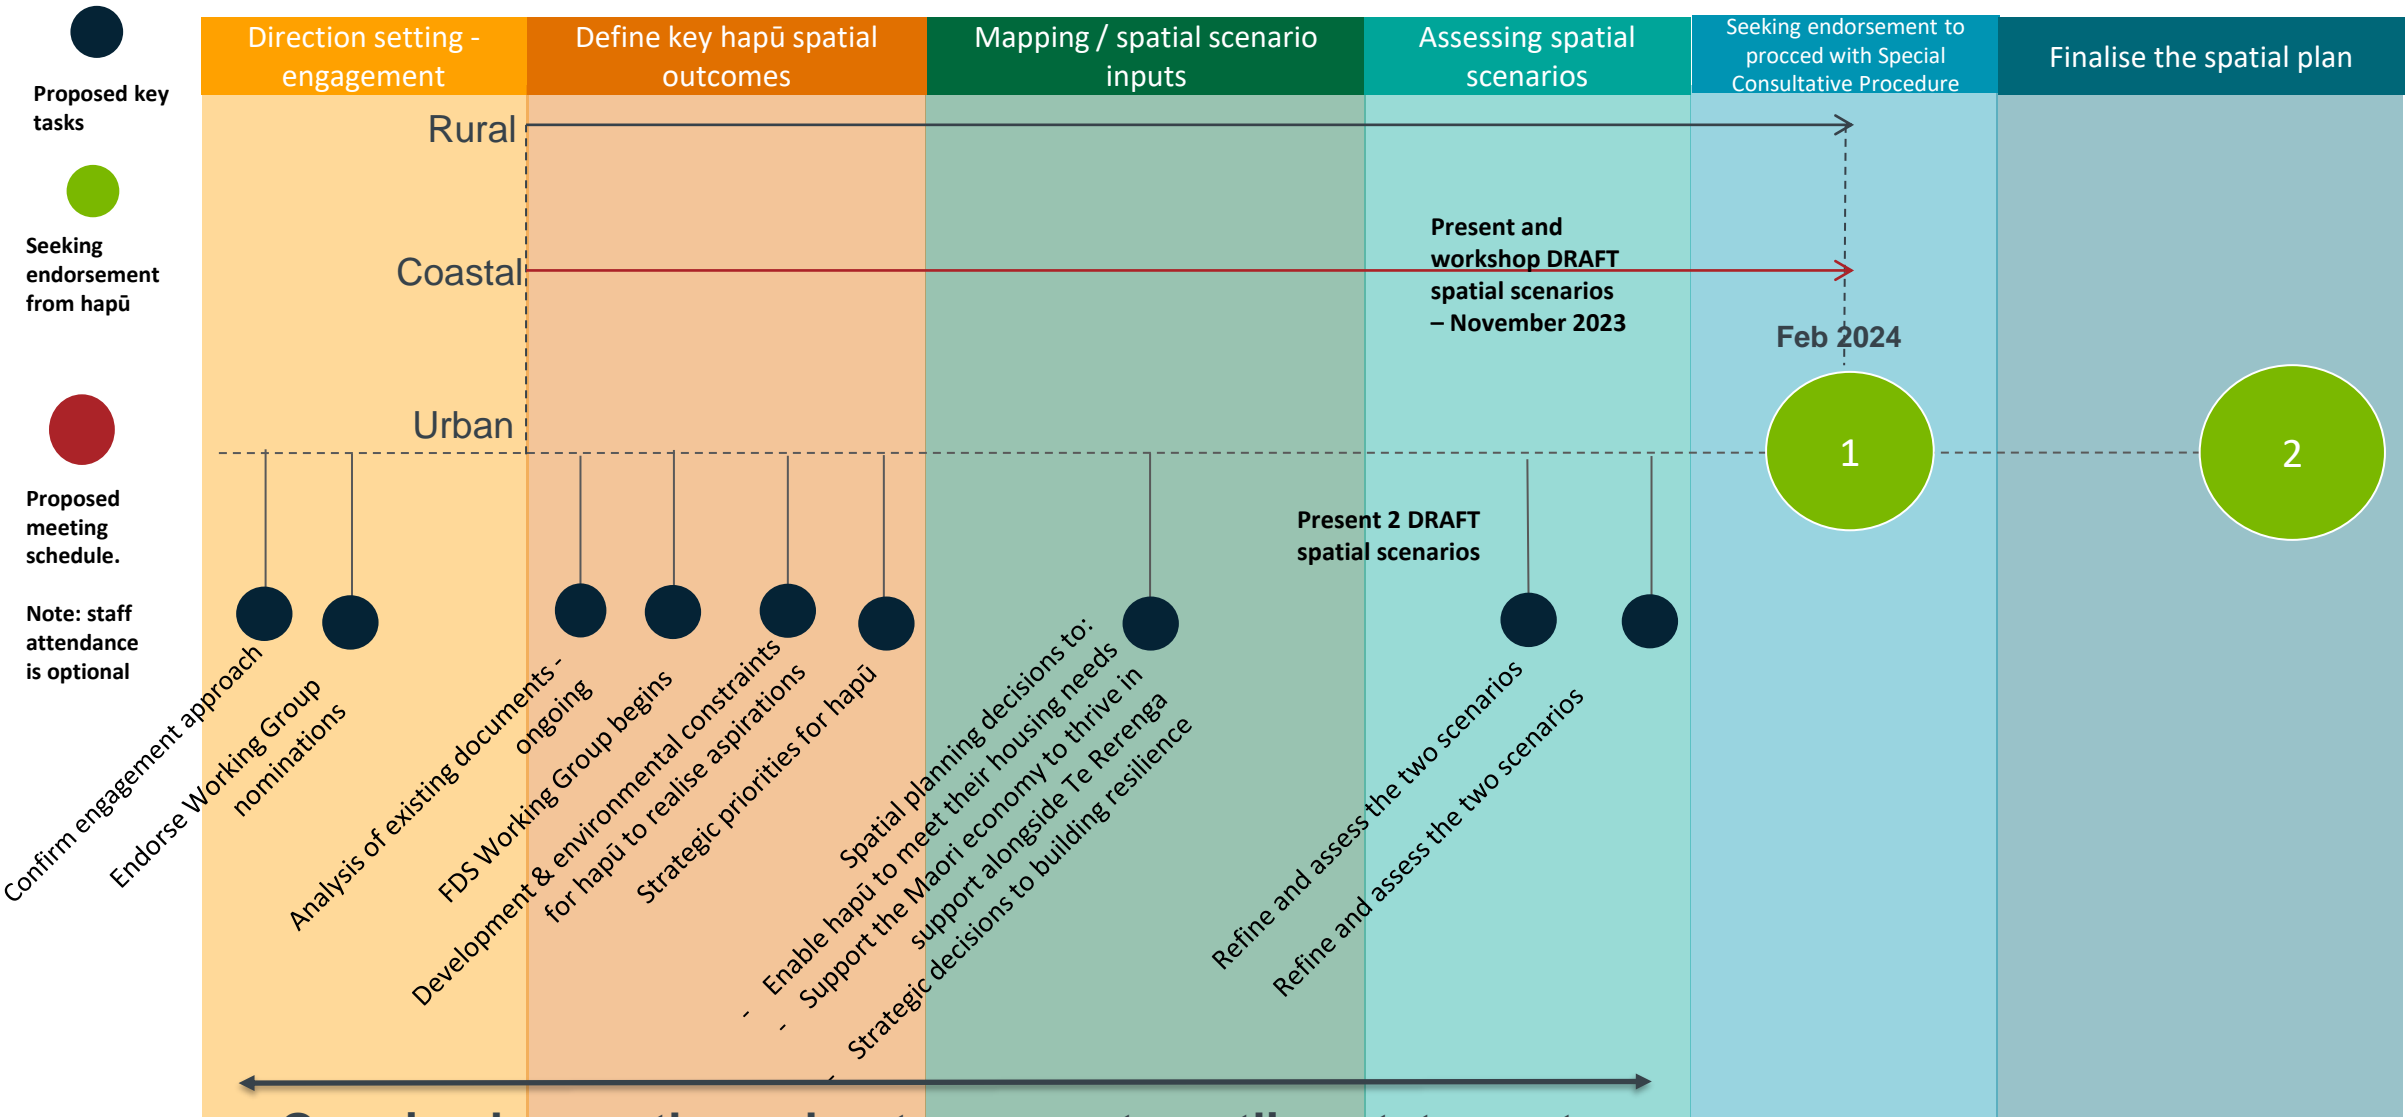 Direction setting -
engagement
Define key hapū spatial
outcomes
Mapping / spatial scenario
inputs
Assessing spatial
scenarios
Seeking endorsement to
procced with Special
Consultative Procedure
Finalise the spatial plan
Proposed key
tasks
Seeking
endorsement
from hapū
Proposed
meeting
schedule.
Note: staff
attendance
is optional
Rural
Coastal
Urban
Present and
workshop DRAFT
spatial scenarios
– November 2023
Feb 2024
1
2
Present 2 DRAFT
spatial scenarios
Confirm engagement approach
Endorse Working Group
nominations
Analysis of existing documents -
ongoing
FDS Working Group begins
Development & environmental constraints
for hapū to realise aspirations
Strategic priorities for hapū
Spatial planning decisions to:
- Enable hapū to meet their housing needs
- Support the Maori economy to thrive in
support alongside Te Rerenga
- Strategic decisions to building resilience
Refine and assess the two scenarios
Refine and assess the two scenarios